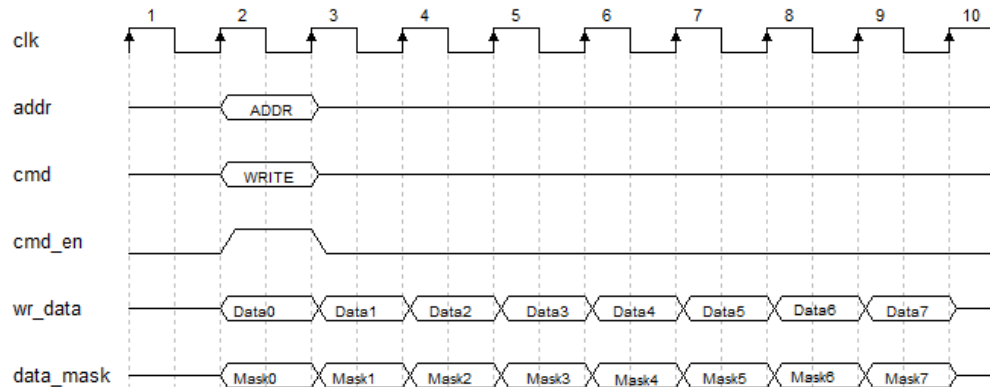 1 2 3 4 5 6 7 8 9 10
clk
addr ADDR
cmd WRITE
cmd_en
wr_data Data0 Data1 Data2 Data3 Data4 Data5 Data6 Data7
data_mask Mask0 Mask1 Mask2 Mask3 Mask4 Mask5 Mask6 Mask7